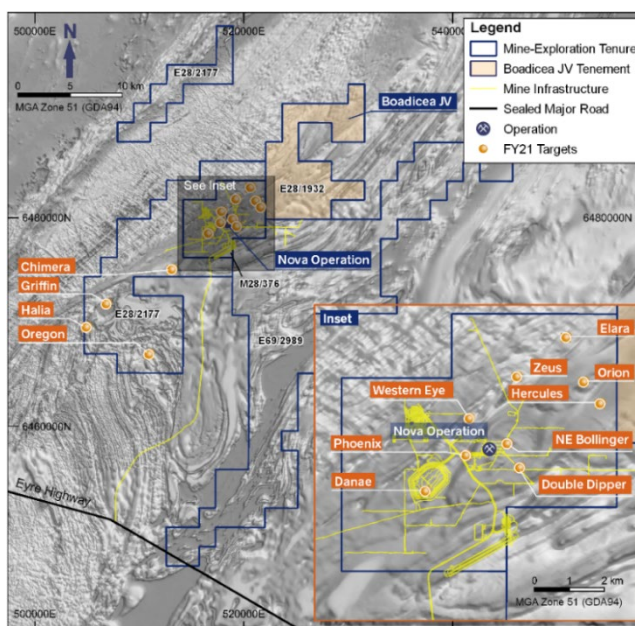 500000E
520000E
540000E
N
0
5
10
km
MGA Zone 51 (GDA94)
E28/2177
Boadicea JV
Legend
Mine-Exploration Tenure
Boadicea JV Tenement
Mine Infrastructure
Sealed Major Road
Operation
FY21 Targets
See Inset
E28/1932
6480000N
6480000N
Nova Operation
M28/376
Chimera
Griffin
Halia
Oregon
E28/2177
E69/2989
6460000N
Eyre Highway
500000E
520000E
Inset
Elara
Zeus
Orion
Hercules
Western Eye
Nova Operation
NE Bollinger
Phoenix
Double Dipper
Danae
0
1
2 km
MGA Zone 51 (GDA94)